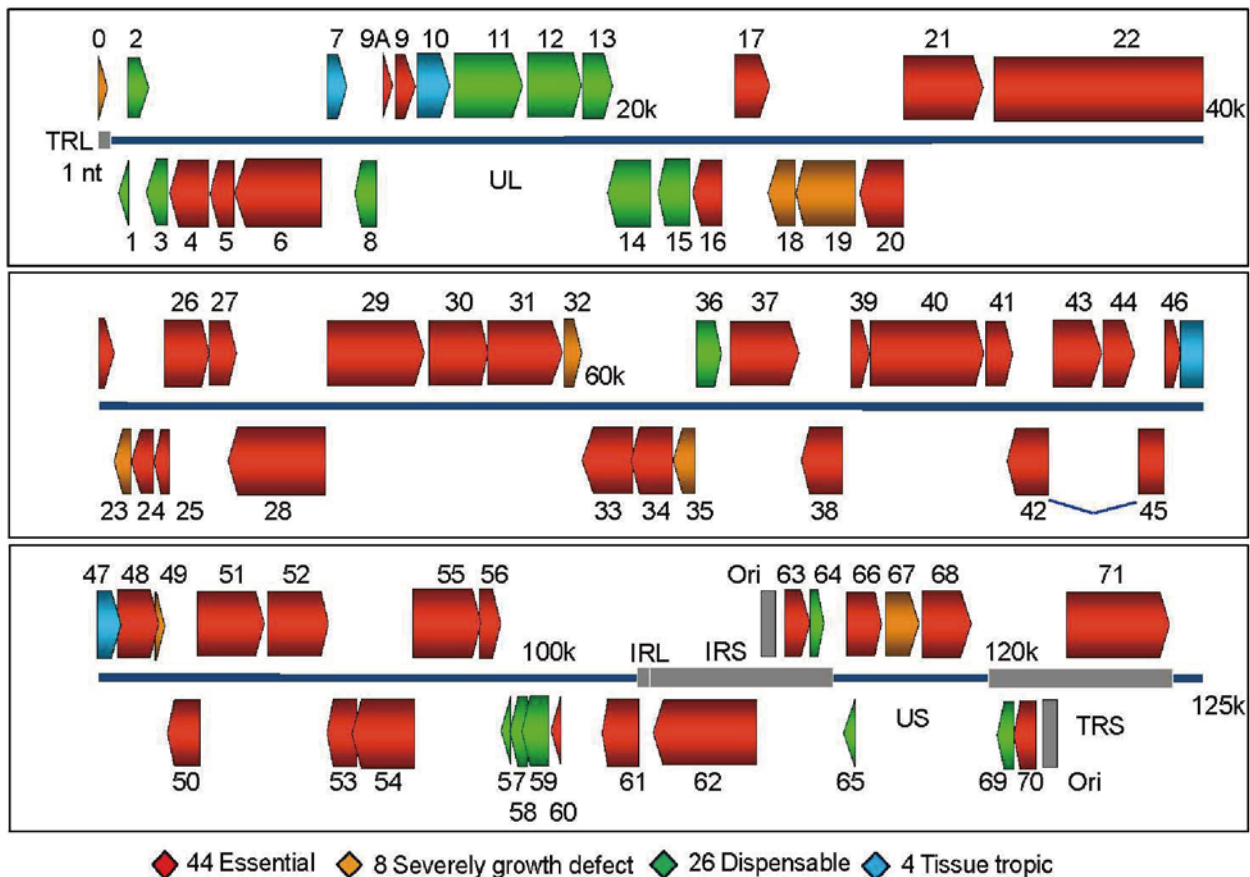 0 2 7 9A 9 10 11 12 13 17 21 22
20k 40k
TRL
1 nt UL
1 3 4 5 6 8 14 15 16 18 19 20
26 27 29 30 31 32 36 37 39 40 41 43 44 46
60k
23 24 25 28 33 34 35 38 42 45
47 48 49 51 52 55 56 Ori 63 64 66 67 68 71
100k IRL IRS 120k
125k
US TRS
50 53 54 57 59 60 61 62 65 69 70 Ori
58
44 Essential 8 Severely growth defect 26 Dispensable 4 Tissue tropic